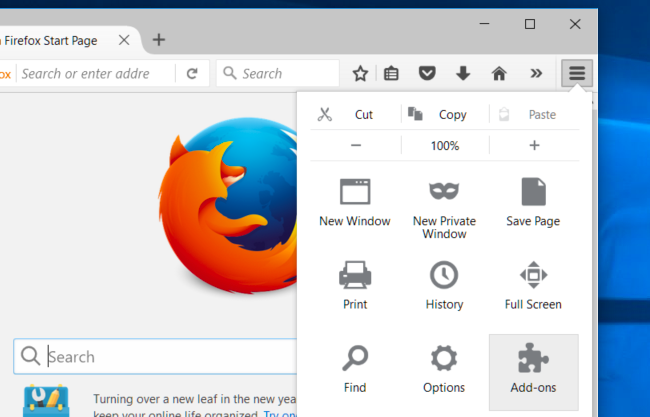 Firefox Start Page
ox Search or enter addre
Search
Cut Copy Paste
100%
New Window New Private Window Save Page
Print History Full Screen
Search
Find Options Add-ons
Turning over a new leaf in the new yea
keep your online life organized. Try on